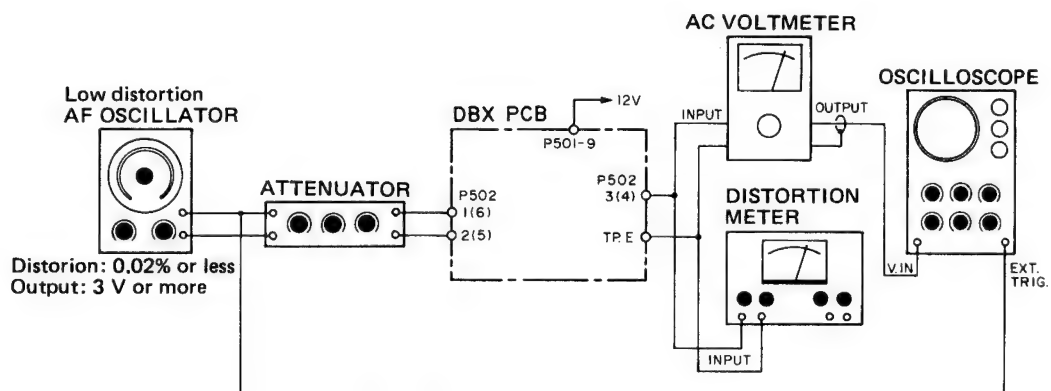 AC VOLTMETER
OSCILLOSCOPE
Low distortion
AF OSCILLATOR
DBX PCB
12V
P501-9
INPUT
OUTPUT
ATTENUATOR
P502
1(6)
2(5)
P502
3(4)
TP. E
DISTORTION
METER
Distorion: 0.02% or less
Output: 3 V or more
V.IN
EXT.
TRIG.
INPUT